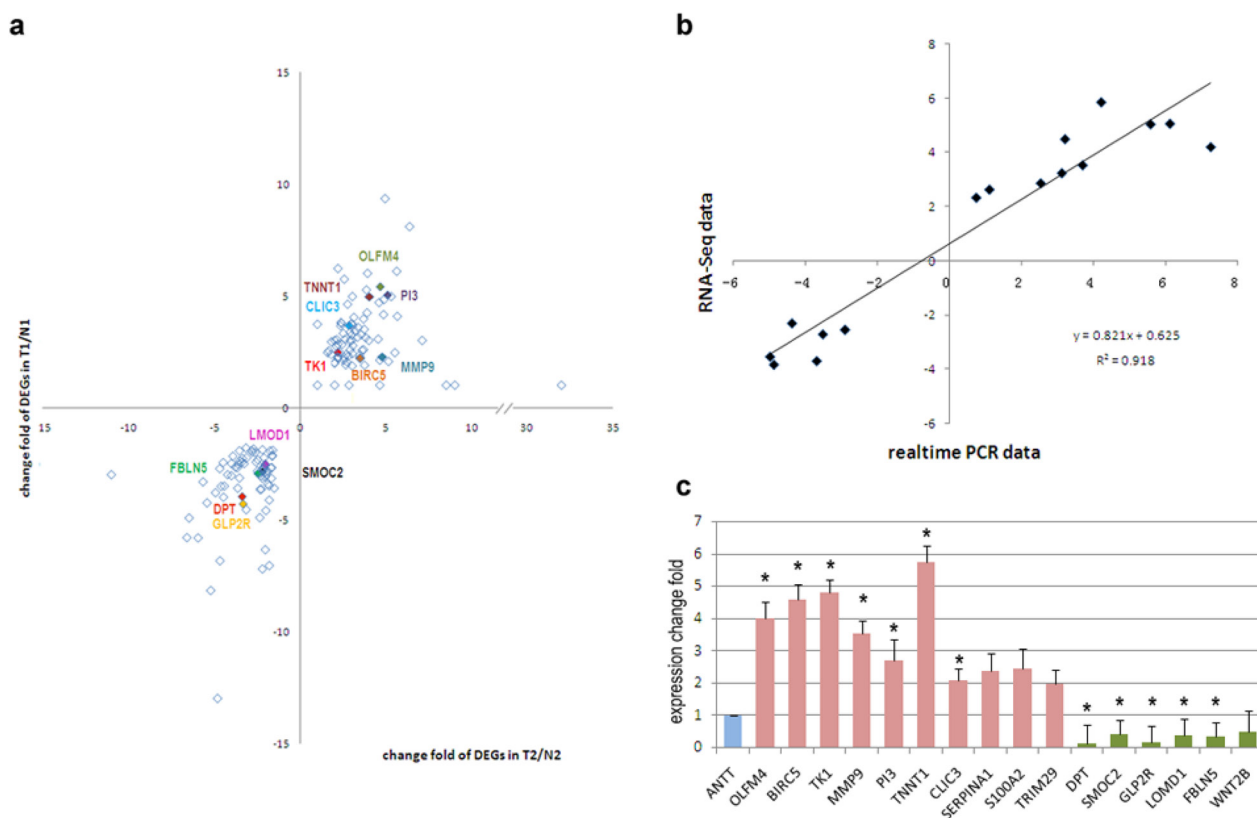 a
15
10
OLFM4
TNNT1
PI3
CLIC3
5
TK1
BIRC5
MMP9
0
15 -10 -5 0 5 10 30 35
LMOD1
FBLN5
SMOC2
DPT
GLP2R
-5
-10
-15
change fold of DEGs in T1/N1
change fold of DEGs in T2/N2
b
8
6
4
2
0
-6 -4 -2 0 2 4 6 8
-2
y = 0.821x + 0.625
R² = 0.918
-4
-6
RNA-Seq data
realtime PCR data
c
7
6
5
4
3
2
1
0
* * * * * * * * * * * *
expression change fold
ANTT
OLFM4
BIRC5
TK1
MMP9
PI3
TNNT1
CLIC3
SERPINA1
S100A2
TRIM29
DPT
SMOC2
GLP2R
LOMD1
FBLN5
WNT2B